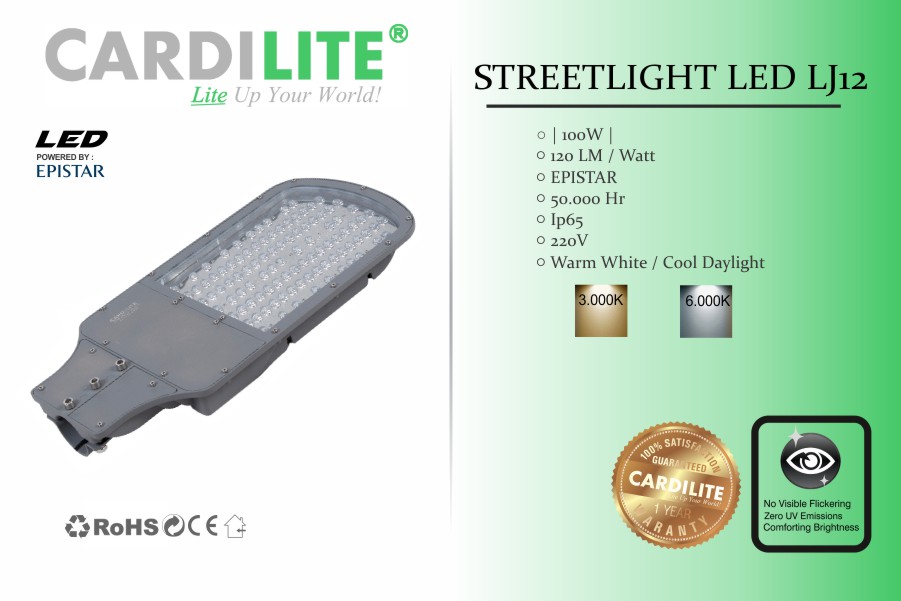 CARDILITE®
Lite Up Your World!
LED
POWERED BY :
EPISTAR
RoHS CE
STREETLIGHT LED LJ12
| 100W |
120 LM / Watt
EPISTAR
50.000 Hr
Ip65
220V
Warm White / Cool Daylight
3.000K
6.000K
100% SATISFACTION
GUARANTEED
CARDILITE
Lite Up Your World!
1 YEAR
WARANTY
No Visible Flickering
Zero UV Emissions
Comforting Brightness